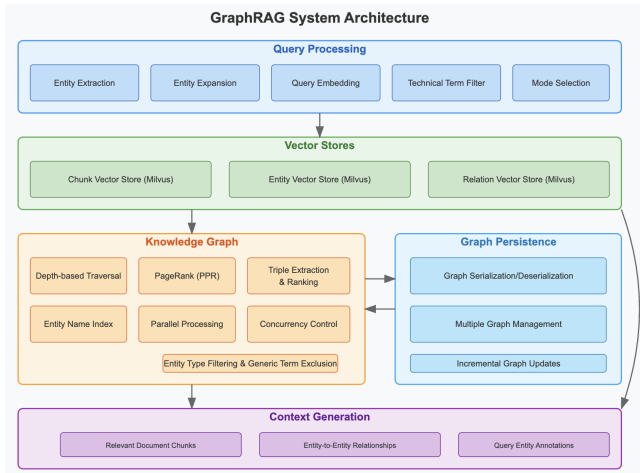 GraphRAG System Architecture
Query Processing
Entity Extraction
Entity Expansion
Query Embedding
Technical Term Filter
Mode Selection
Vector Stores
Chunk Vector Store (Milvus)
Entity Vector Store (Milvus)
Relation Vector Store (Milvus)
Knowledge Graph
Depth-based Traversal
PageRank (PPR)
Triple Extraction
& Ranking
Entity Name Index
Parallel Processing
Concurrency Control
Entity Type Filtering & Generic Term Exclusion
Graph Persistence
Graph Serialization/Deserialization
Multiple Graph Management
Incremental Graph Updates
Context Generation
Relevant Document Chunks
Entity-to-Entity Relationships
Query Entity Annotations